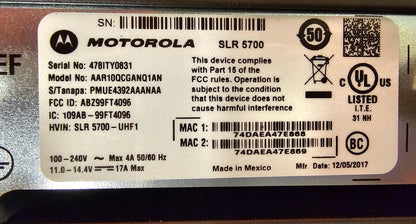 SN:
50
MOTOROLA SLR 5700
EF
Serial No: 478ITY0831
Model No: AAR10QCGANQ1AN
S/Tanapa: PMUE4392AAANAA
FCC ID: ABZ99FT4096
IC: 109AB-99FT4096
HVIN: SLR 5700-UHF1
This device complies
with Part 15 of the
FCC rules. Operation is
subject to the condition
that this device does not
cause harmful interference
C UL US
LISTED
I.T.E.
31 NH
MAC 1:
74DAEA47E868
MAC 2:
74DAEA47E869
BC
100-240V ~ Max 4A 50/60 Hz
11.0 - 14.4V ⎓ 17A Max
Made in Mexico
Mfr Date: 12/05/2017